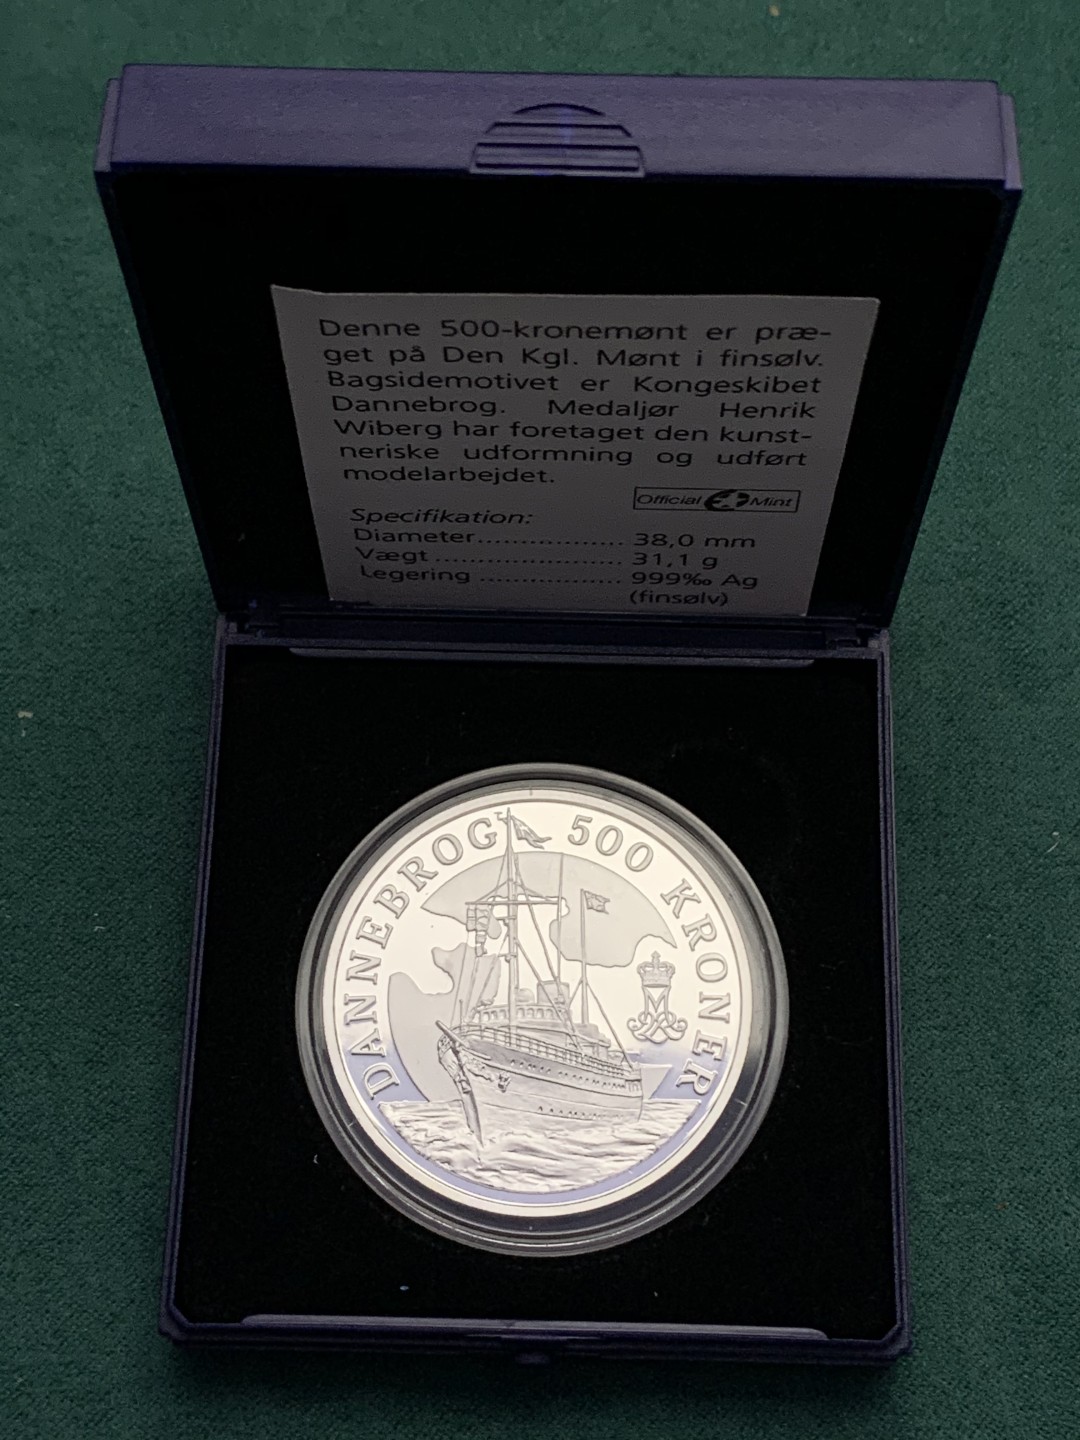 Denne 500-kronemønt er præ-
get på Den Kgl. Mønt i finsølv.
Bagsidemotivet er Kongeskibet
Dannebrog. Medaljør Henrik
Wiberg har foretaget den kunst-
neriske udformning og udført
modelarbejdet.
Official Mint
Specifikation:
Diameter................. 38,0 mm
Vægt...................... 31,1 g
Legering ................ 999‰ Ag
(finsølv)
DANNEBROG 500 KRONER